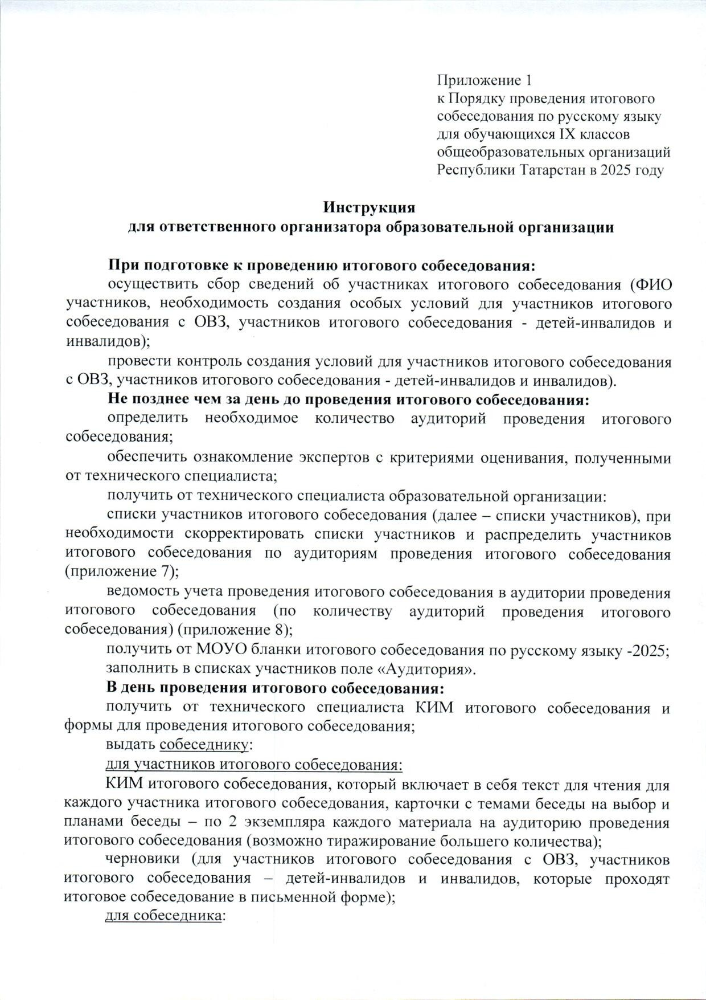 Приложение 1
к Порядку проведения итогового
собеседования по русскому языку
для обучающихся IX классов
общеобразовательных организаций
Республики Татарстан в 2025 году
Инструкция
для ответственного организатора образовательной организации
При подготовке к проведению итогового собеседования:
осуществить сбор сведений об участниках итогового собеседования (ФИО
участников, необходимость создания особых условий для участников итогового
собеседования с ОВЗ, участников итогового собеседования - детей-инвалидов и
инвалидов);
провести контроль создания условий для участников итогового собеседования
с ОВЗ, участников итогового собеседования - детей-инвалидов и инвалидов).
Не позднее чем за день до проведения итогового собеседования:
определить необходимое количество аудиторий проведения итогового
собеседования;
обеспечить ознакомление экспертов с критериями оценивания, полученными
от технического специалиста;
получить от технического специалиста образовательной организации:
списки участников итогового собеседования (далее – списки участников), при
необходимости скорректировать списки участников и распределить участников
итогового собеседования по аудиториям проведения итогового собеседования
(приложение 7);
ведомость учета проведения итогового собеседования в аудитории проведения
итогового собеседования (по количеству аудиторий проведения итогового
собеседования) (приложение 8);
получить от МОУО бланки итогового собеседования по русскому языку -2025;
заполнить в списках участников поле «Аудитория».
В день проведения итогового собеседования:
получить от технического специалиста КИМ итогового собеседования и
формы для проведения итогового собеседования;
выдать собеседнику:
для участников итогового собеседования:
КИМ итогового собеседования, который включает в себя текст для чтения для
каждого участника итогового собеседования, карточки с темами беседы на выбор и
планами беседы – по 2 экземпляра каждого материала на аудиторию проведения
итогового собеседования (возможно тиражирование большего количества);
черновики (для участников итогового собеседования с ОВЗ, участников
итогового собеседования – детей-инвалидов и инвалидов, которые проходят
итоговое собеседование в письменной форме);
для собеседника: